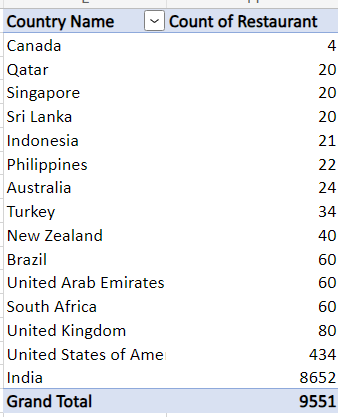 Country Name Count of Restaurant
Canada 4
Qatar 20
Singapore 20
Sri Lanka 20
Indonesia 21
Philippines 22
Australia 24
Turkey 34
New Zealand 40
Brazil 60
United Arab Emirates 60
South Africa 60
United Kingdom 80
United States of Ame 434
India 8652
Grand Total 9551